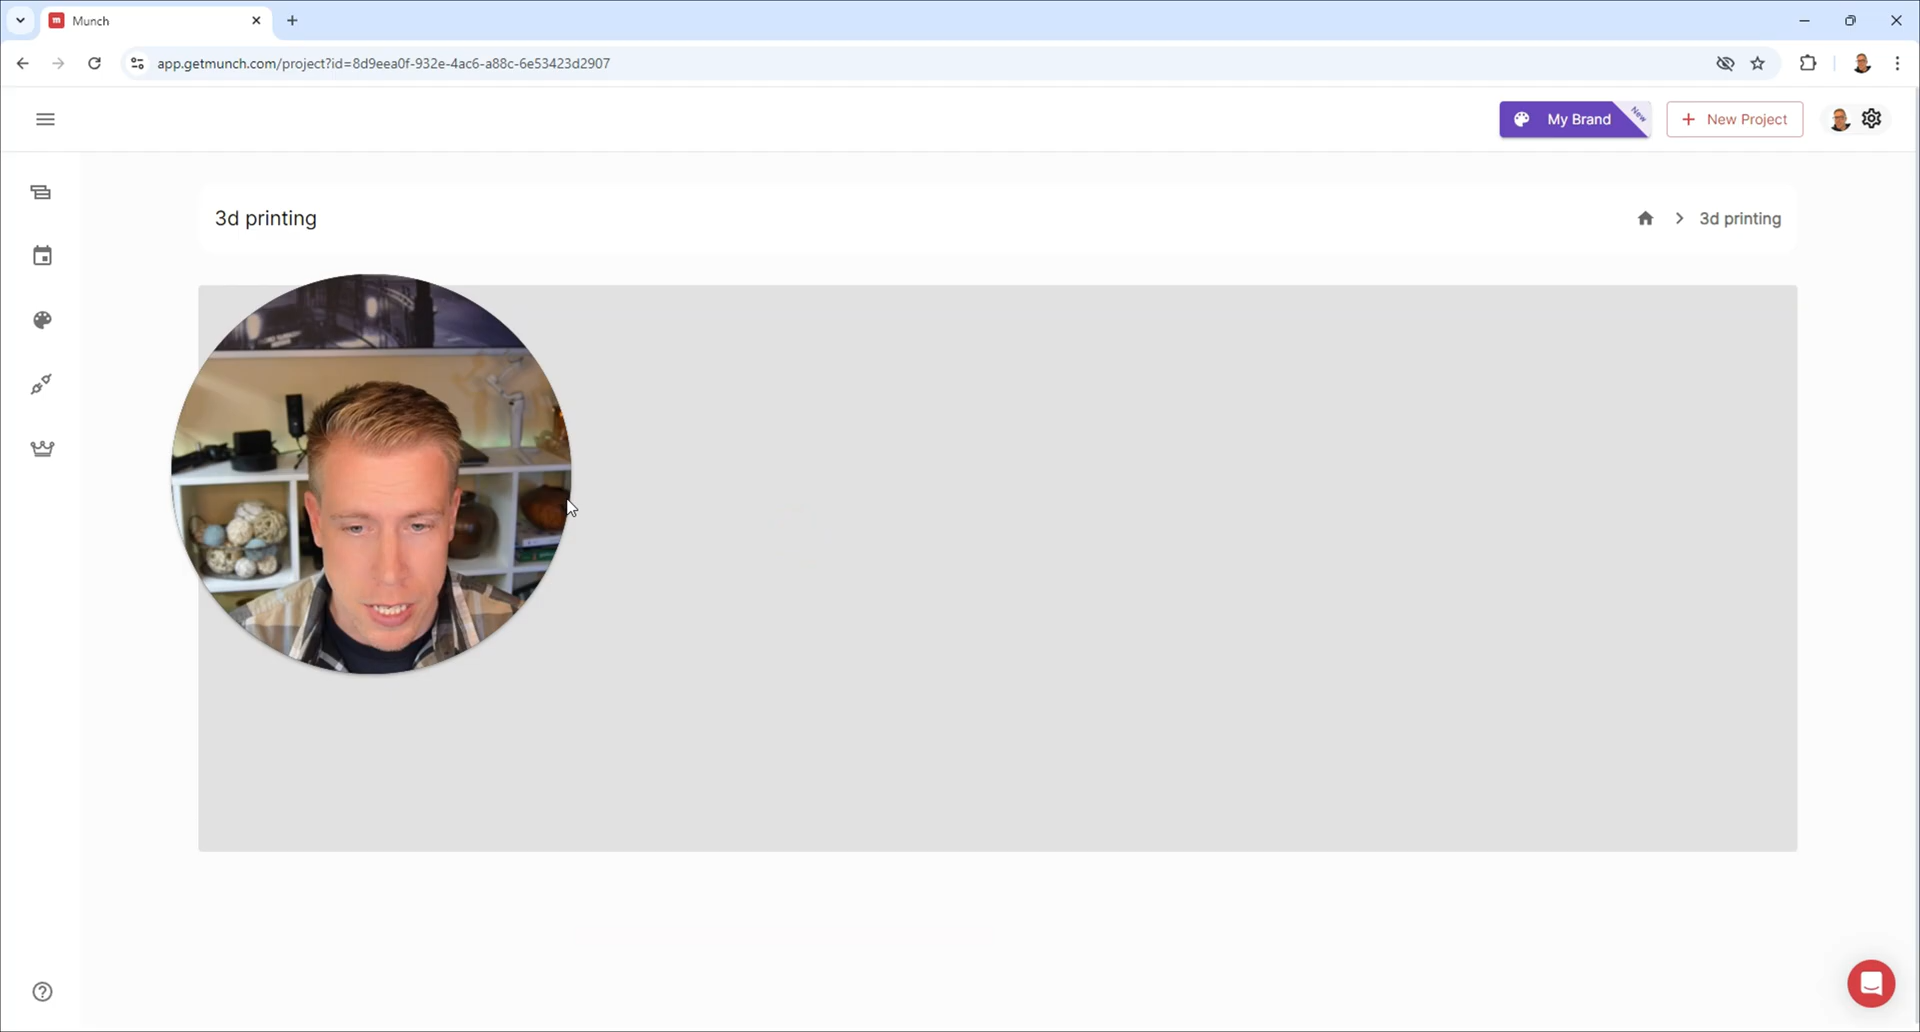 Munch
app.getmunch.com/project?id=8d9eea0f-932e-4ac6-a88c-6e53423d2907
My Brand
New
New Project
3d printing
3d printing